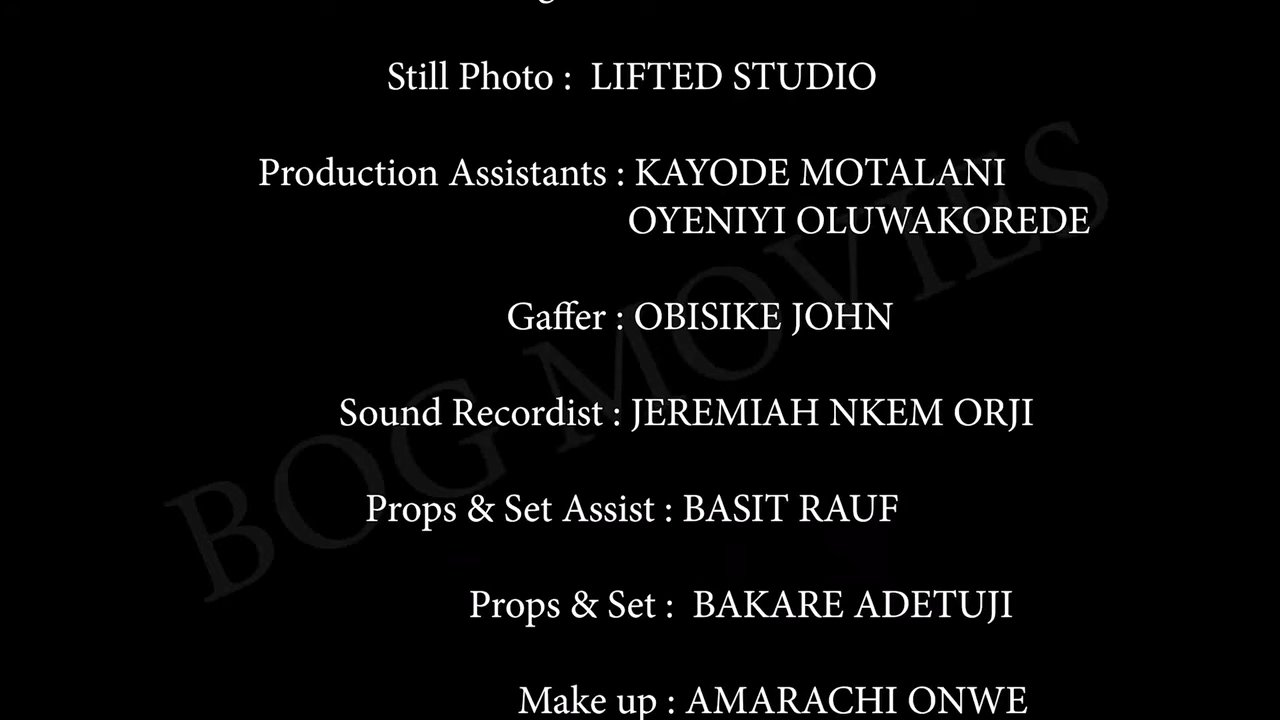 Still Photo : LIFTED STUDIO
Production Assistants : KAYODE MOTALANI
OYENIYI OLUWAKOREDE
Gaffer : OBISIKE JOHN
Sound Recordist : JEREMIAH NKEM ORJI
Props & Set Assist : BASIT RAUF
Props & Set : BAKARE ADETUJI
Make up : AMARACHI ONWE
BOG MOVIES